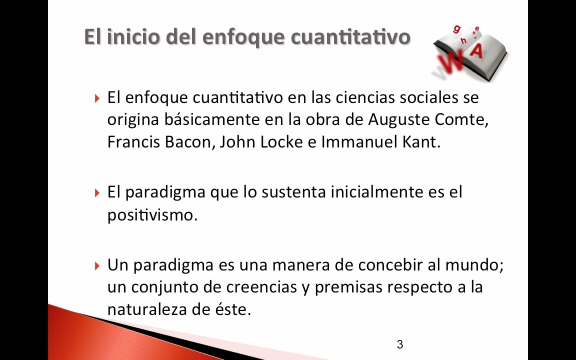 El inicio del enfoque cuantitativo
El enfoque cuantitativo en las ciencias sociales se
origina básicamente en la obra de Auguste Comte,
Francis Bacon, John Locke e Immanuel Kant.
El paradigma que lo sustenta inicialmente es el
positivismo.
Un paradigma es una manera de concebir al mundo;
un conjunto de creencias y premisas respecto a la
naturaleza de éste.
3